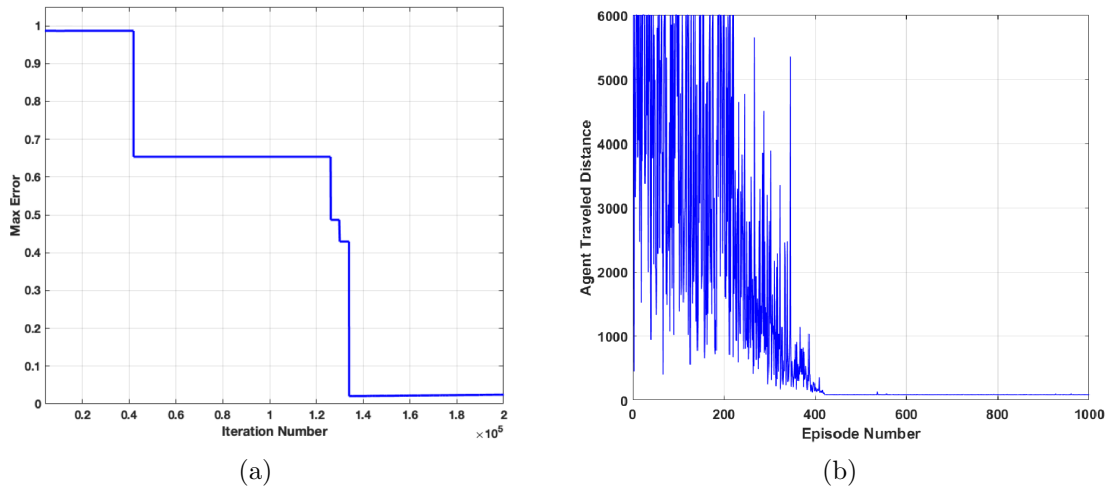 1
0.9
0.8
0.7
0.6
0.5
0.4
0.3
0.2
0.1
0
Max Error
0.2 0.4 0.6 0.8 1 1.2 1.4 1.6 1.8 2
Iteration Number
×10^5
(a)
6000
5000
4000
3000
2000
1000
0
Agent Traveled Distance
0 200 400 600 800 1000
Episode Number
(b)